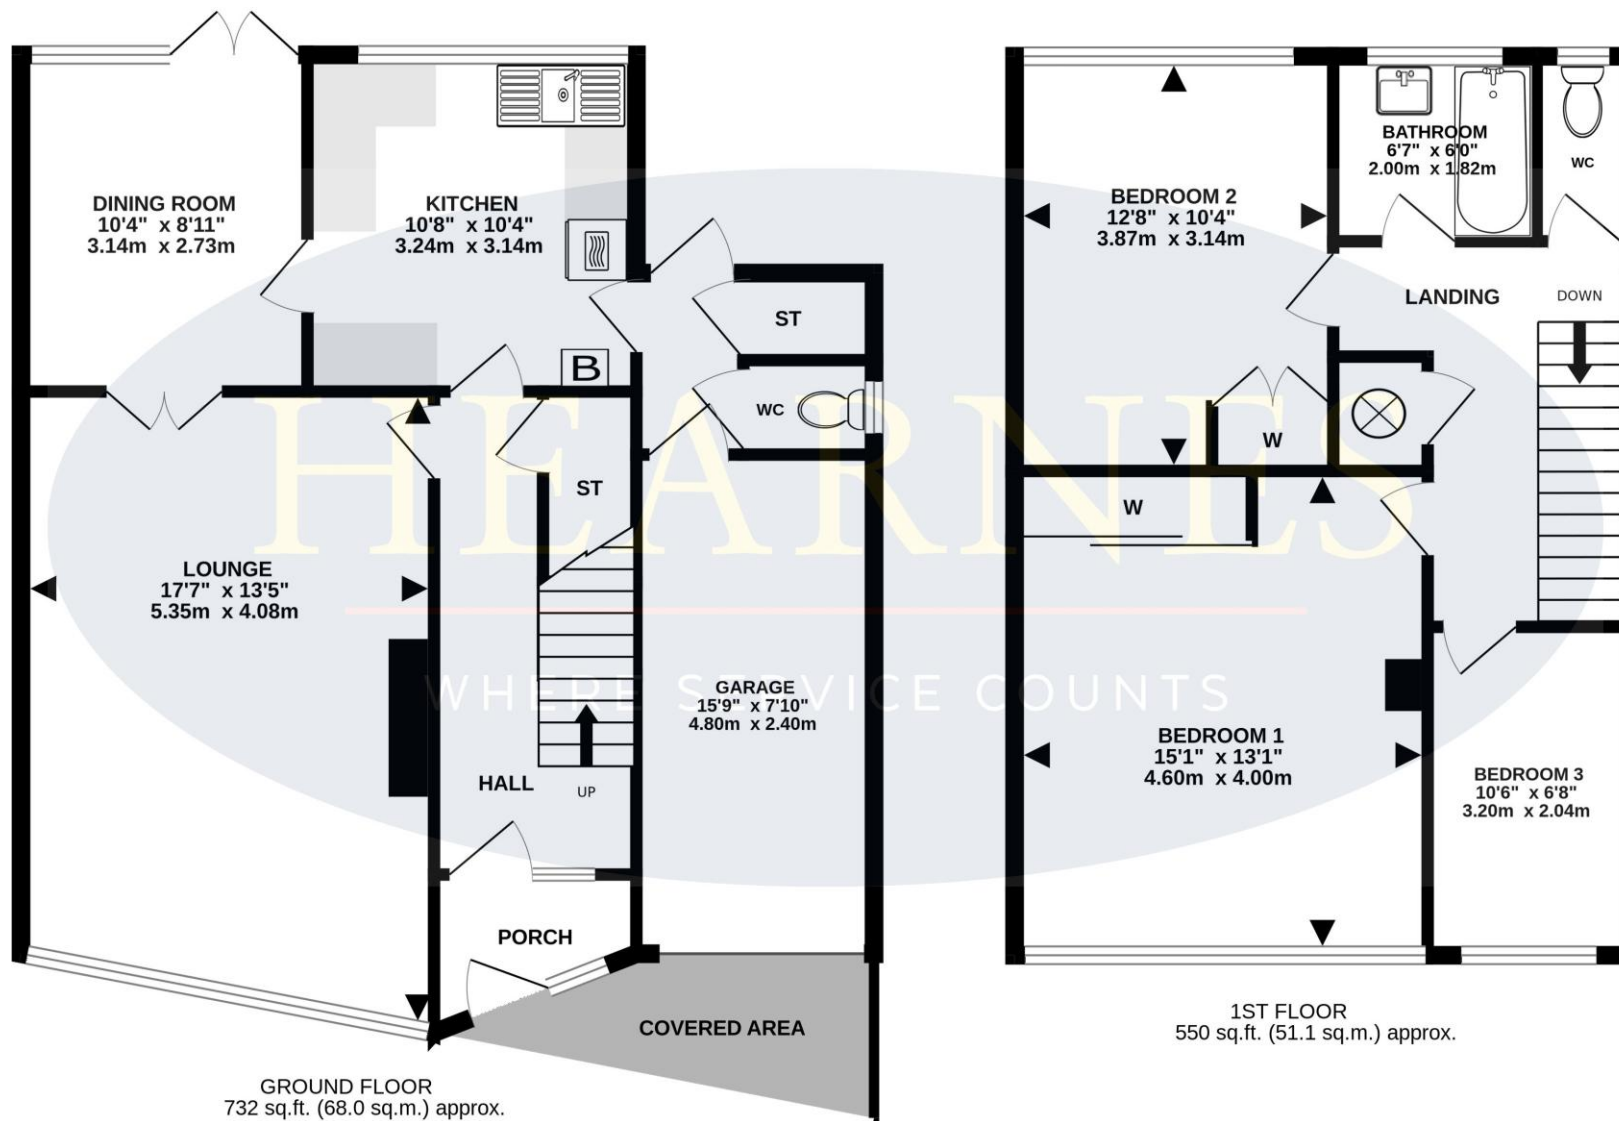 DINING ROOM
10'4" x 8'11"
3.14m x 2.73m
KITCHEN
10'8" x 10'4"
3.24m x 3.14m
ST
B
WC
ST
LOUNGE
17'7" x 13'5"
5.35m x 4.08m
GARAGE
15'9" x 7'10"
4.80m x 2.40m
HALL
UP
PORCH
COVERED AREA
GROUND FLOOR
732 sq.ft. (68.0 sq.m.) approx.
BATHROOM
6'7" x 6'0"
2.00m x 1.82m
WC
BEDROOM 2
12'8" x 10'4"
3.87m x 3.14m
LANDING
DOWN
W
W
BEDROOM 1
15'1" x 13'1"
4.60m x 4.00m
BEDROOM 3
10'6" x 6'8"
3.20m x 2.04m
1ST FLOOR
550 sq.ft. (51.1 sq.m.) approx.
HEARNES
WHERE SERVICE COUNTS